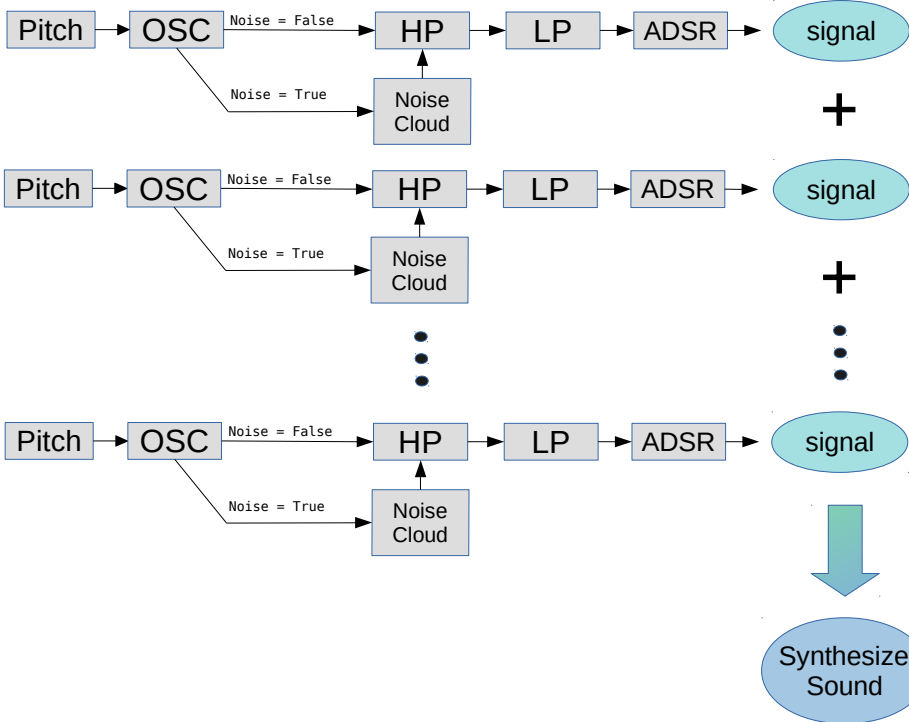 Pitch
OSC
Noise = False
HP
LP
ADSR
signal
Noise = True
Noise
Cloud
+
Pitch
OSC
Noise = False
HP
LP
ADSR
signal
Noise = True
Noise
Cloud
+
Pitch
OSC
Noise = False
HP
LP
ADSR
signal
Noise = True
Noise
Cloud
Synthesize
Sound